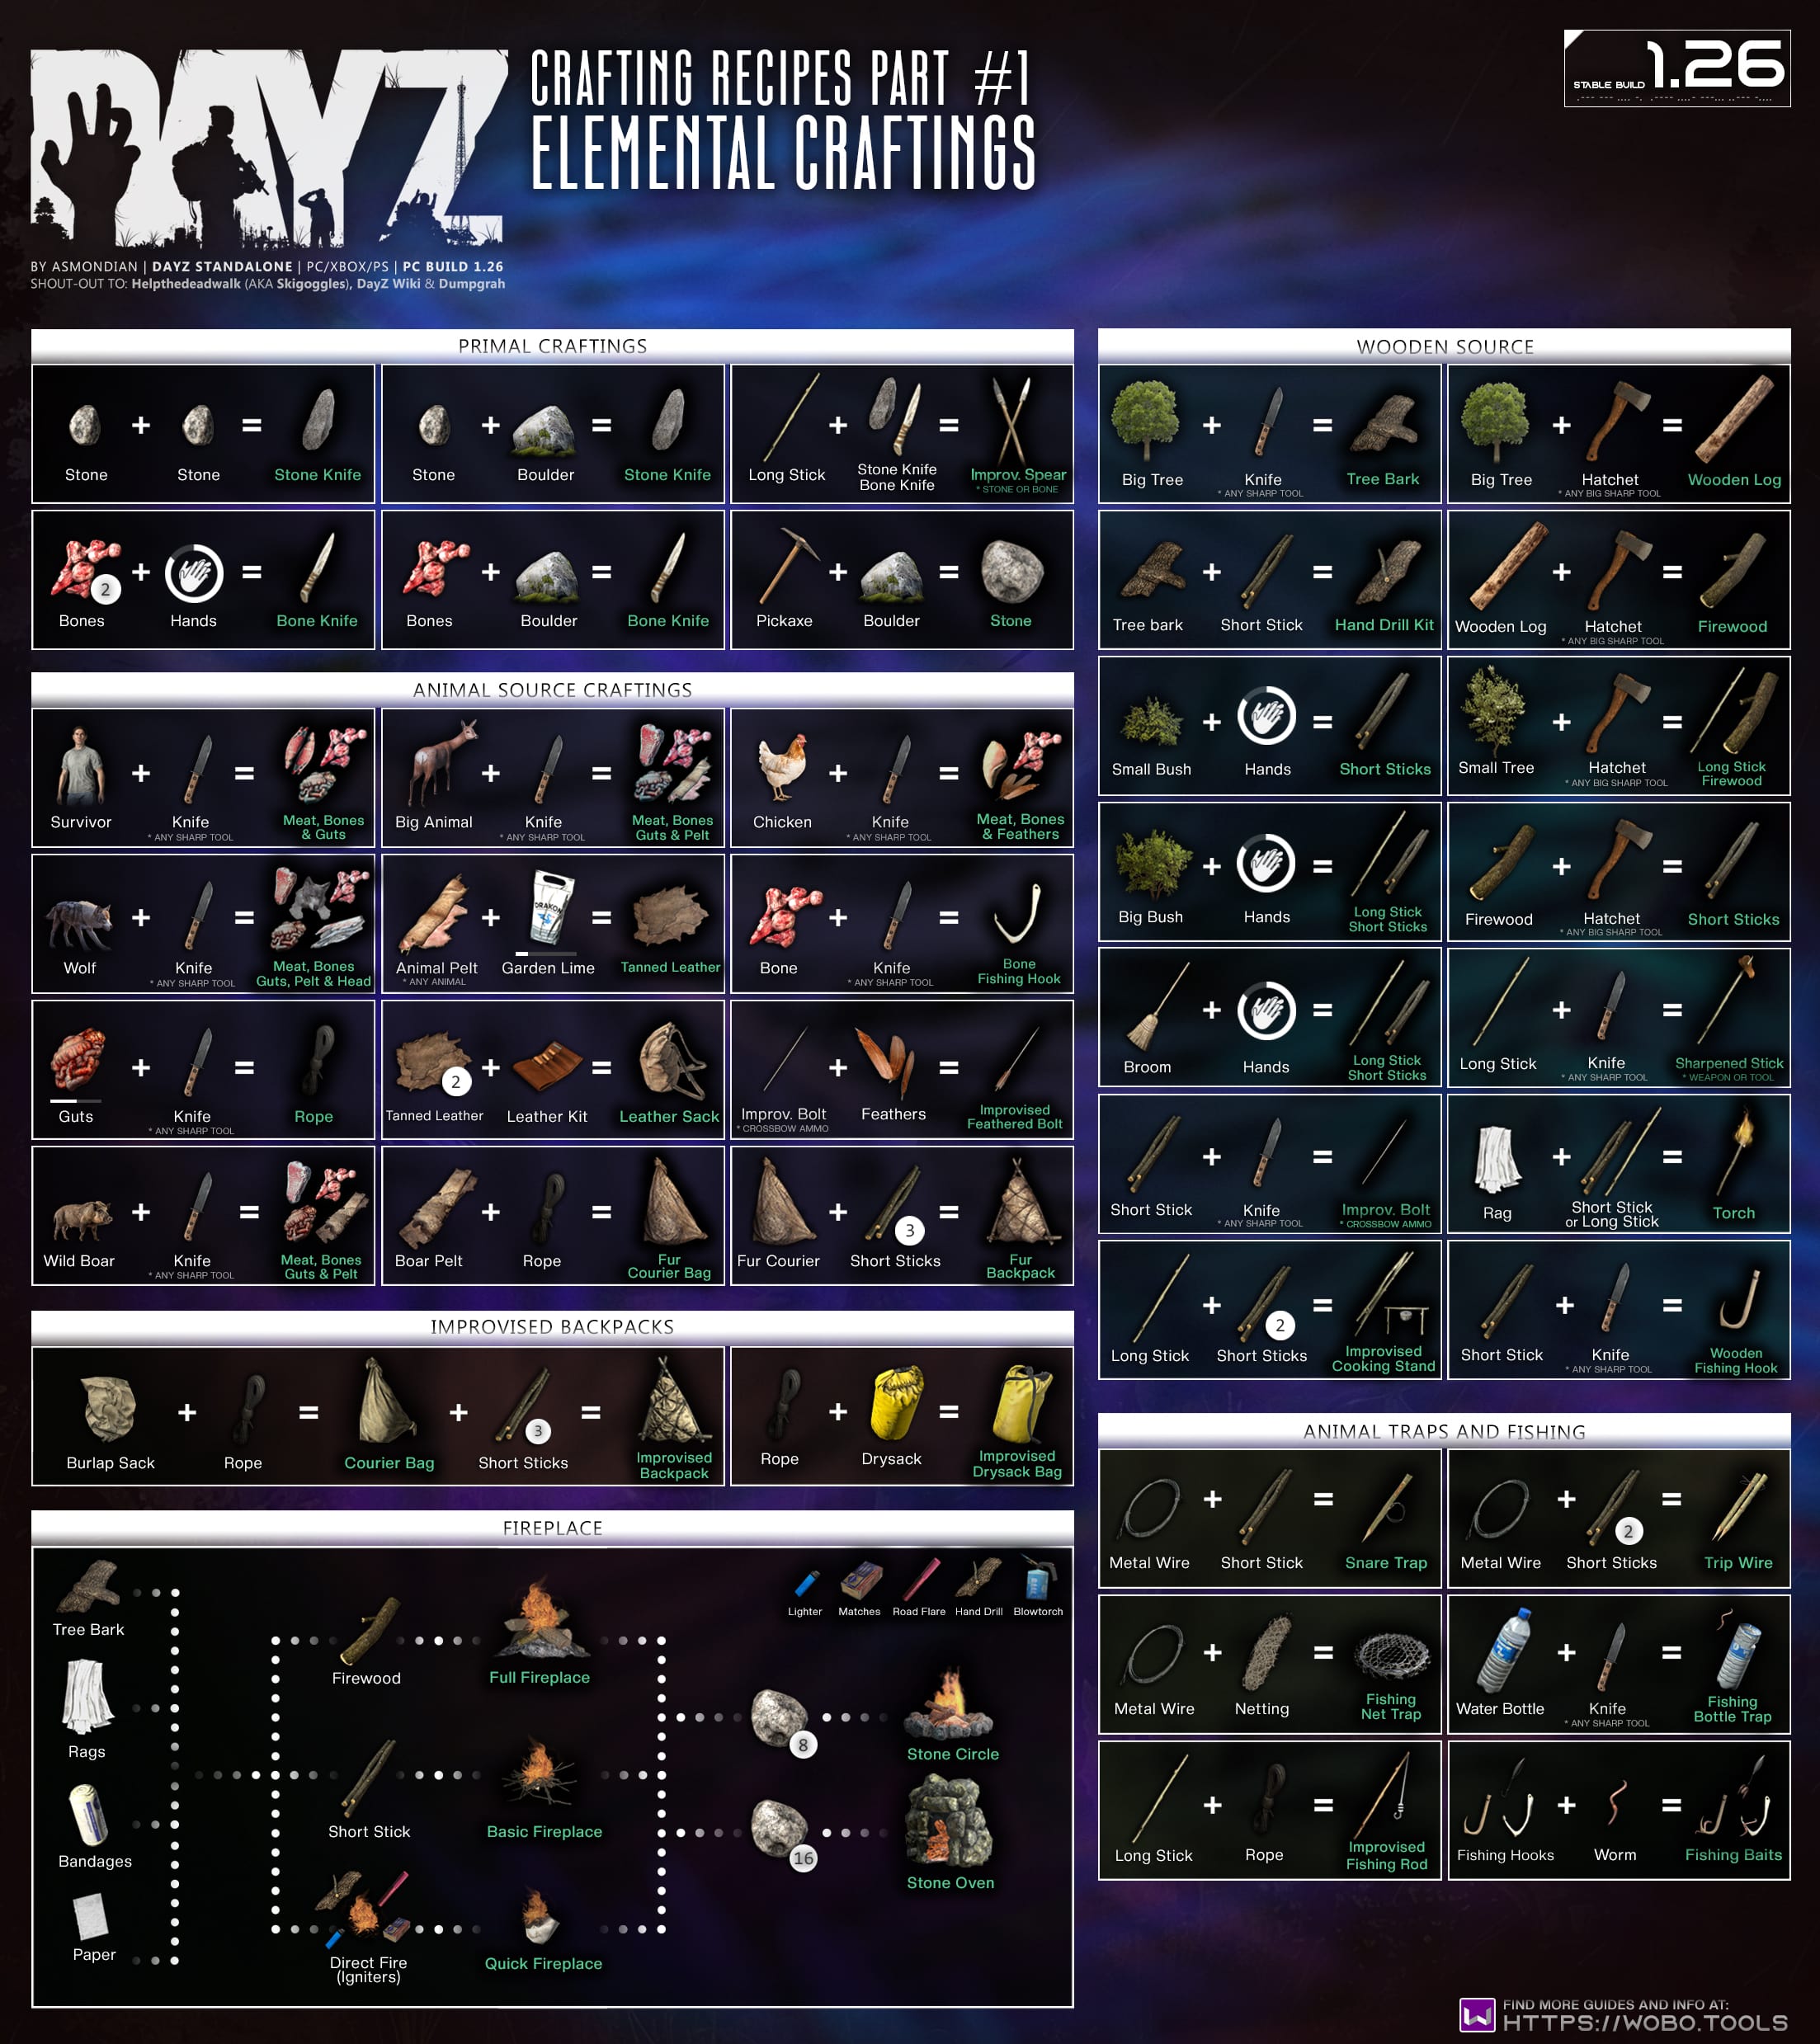 DAYZ
CRAFTING RECIPES PART #1
ELEMENTAL CRAFTINGS
STABLE BUILD 1.26
BY ASMONDIAN | DAYZ STANDALONE | PC/XBOX/PS | PC BUILD 1.26
SHOUT-OUT TO: Helpthedeadwalk (AKA Skigoggles), DayZ Wiki & Dumpgrah
PRIMAL CRAFTINGS
Stone + Stone = Stone Knife
Stone + Boulder = Stone Knife
Long Stick + Stone Knife
Bone Knife = Improv. Spear
* STONE OR BONE
Bones 2 + Hands = Bone Knife
Bones + Boulder = Bone Knife
Pickaxe + Boulder = Stone
ANIMAL SOURCE CRAFTINGS
Survivor + Knife = Meat, Bones
* ANY SHARP TOOL
& Guts
Big Animal + Knife = Meat, Bones
* ANY SHARP TOOL
Guts & Pelt
Chicken + Knife = Meat, Bones
* ANY SHARP TOOL
& Feathers
Wolf + Knife = Meat, Bones
* ANY SHARP TOOL
Guts, Pelt & Head
DRAKON
Animal Pelt + Garden Lime = Tanned Leather
* ANY ANIMAL
Bone + Knife = Bone
* ANY SHARP TOOL
Fishing Hook
Guts + Knife = Rope
* ANY SHARP TOOL
Tanned Leather 2 + Leather Kit = Leather Sack
Improv. Bolt + Feathers = Improvised
* CROSSBOW AMMO
Feathered Bolt
Wild Boar + Knife = Meat, Bones
* ANY SHARP TOOL
Guts & Pelt
Boar Pelt + Rope = Fur
Courier Bag
Fur Courier + Short Sticks 3 = Fur
Backpack
IMPROVISED BACKPACKS
Burlap Sack + Rope = Courier Bag + Short Sticks 3 = Improvised
Backpack
Rope + Drysack = Improvised
Drysack Bag
FIREPLACE
Tree Bark
Rags
Bandages
Paper
Firewood
Full Fireplace
Short Stick
Basic Fireplace
Direct Fire
(Igniters)
Quick Fireplace
Lighter Matches Road Flare Hand Drill Blowtorch
8
Stone Circle
16
Stone Oven
WOODEN SOURCE
Big Tree + Knife = Tree Bark
* ANY SHARP TOOL
Big Tree + Hatchet = Wooden Log
* ANY BIG SHARP TOOL
Tree bark + Short Stick = Hand Drill Kit
Wooden Log + Hatchet = Firewood
* ANY BIG SHARP TOOL
Small Bush + Hands = Short Sticks
Small Tree + Hatchet = Long Stick
* ANY BIG SHARP TOOL
Firewood
Big Bush + Hands = Long Stick
Short Sticks
Firewood + Hatchet = Short Sticks
* ANY BIG SHARP TOOL
Broom + Hands = Long Stick
Short Sticks
Long Stick + Knife = Sharpened Stick
* ANY SHARP TOOL
* WEAPON OR TOOL
Short Stick + Knife = Improv. Bolt
* ANY SHARP TOOL
* CROSSBOW AMMO
Rag + Short Stick
or Long Stick = Torch
Long Stick + Short Sticks 2 = Improvised
Cooking Stand
Short Stick + Knife = Wooden
* ANY SHARP TOOL
Fishing Hook
ANIMAL TRAPS AND FISHING
Metal Wire + Short Stick = Snare Trap
Metal Wire + Short Sticks 2 = Trip Wire
Metal Wire + Netting = Fishing
Net Trap
Water Bottle + Knife = Fishing
* ANY SHARP TOOL
Bottle Trap
Long Stick + Rope = Improvised
Fishing Rod
Fishing Hooks + Worm = Fishing Baits
FIND MORE GUIDES AND INFO AT:
HTTPS://WOBO.TOOLS